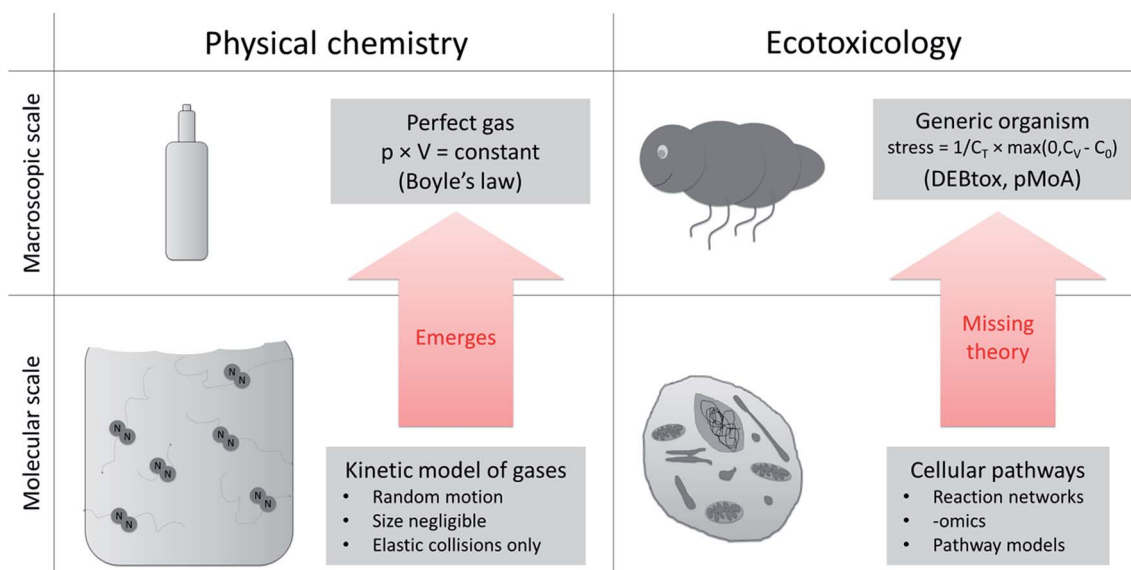 Physical chemistry
Ecotoxicology
Macroscopic scale
Perfect gas
p × V = constant
(Boyle's law)
Generic organism
stress = 1/C_T × max(0,C_V - C_0)
(DEBtox, pMoA)
Emerges
Missing
theory
Molecular scale
N N
N N
N N
N N
N N
N N
Kinetic model of gases
• Random motion
• Size negligible
• Elastic collisions only
Cellular pathways
• Reaction networks
• -omics
• Pathway models